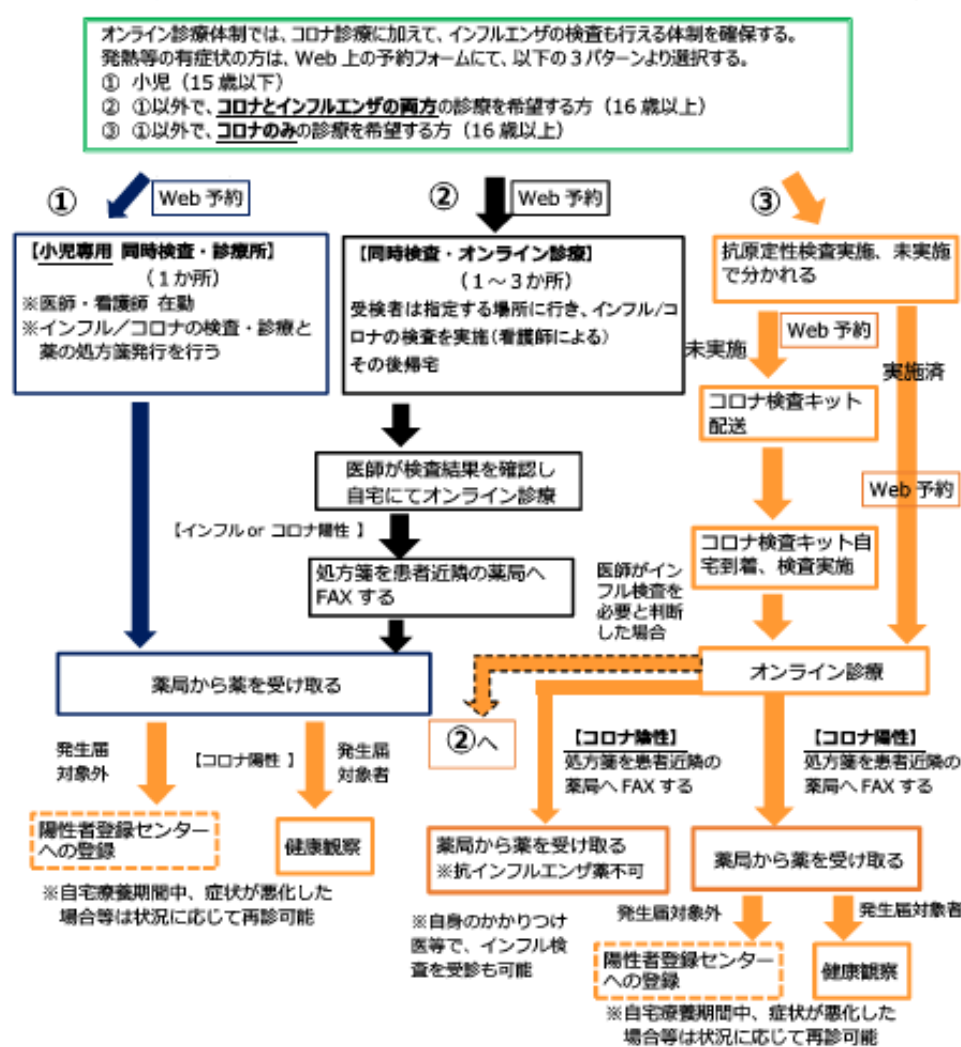 オンライン診療体制では、コロナ診療に加えて、インフルエンザの検査も行える体制を確保する。
発熱等の有症状の方は、Web 上の予約フォームにて、以下の3パターンより選択する。
① 小児（15 歳以下）
② ①以外で、コロナとインフルエンザの両方の診療を希望する方（16 歳以上）
③ ①以外で、コロナのみの診療を希望する方（16 歳以上）
①
Web 予約
【小児専用 同時検査・診療所】
（１か所）
※医師・看護師 在勤
※インフル／コロナの検査・診療と
薬の処方箋発行を行う
②
Web 予約
【同時検査・オンライン診療】
（１～３か所）
受検者は指定する場所に行き、インフル/コ
ロナの検査を実施（看護師による）
その後帰宅
医師が検査結果を確認し
自宅にてオンライン診療
【インフル or コロナ陽性 】
処方箋を患者近隣の薬局へ
FAX する
薬局から薬を受け取る
発生届
対象外
【コロナ陽性 】
発生届
対象者
陽性者登録センター
への登録
健康観察
※自宅療養期間中、症状が悪化した
場合等は状況に応じて再診可能
③
抗原定性検査実施、未実施
で分かれる
Web 予約
未実施
実施済
コロナ検査キット
配送
Web 予約
コロナ検査キット自
宅到着、検査実施
医師がイン
フル検査を
必要と判断
した場合
オンライン診療
②へ
【コロナ陰性】
処方箋を患者近隣の
薬局へ FAX する
【コロナ陽性】
処方箋を患者近隣の
薬局へ FAX する
薬局から薬を受け取る
※抗インフルエンザ薬不可
※自身のかかりつけ
医等で、インフル検
査を受診も可能
薬局から薬を受け取る
発生届対象外
発生届対象者
陽性者登録センター
への登録
健康観察
※自宅療養期間中、症状が悪化した
場合等は状況に応じて再診可能